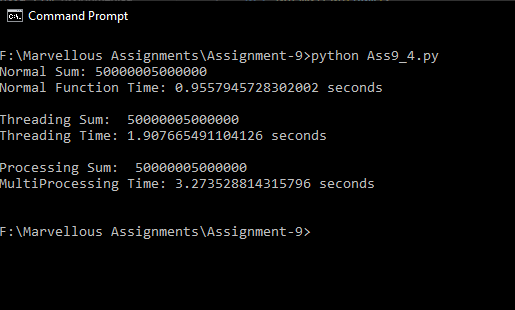 Command Prompt
F:\Marvellous Assignments\Assignment-9>python Ass9_4.py
Normal Sum: 50000005000000
Normal Function Time: 0.9557945728302002 seconds
Threading Sum:  50000005000000
Threading Time: 1.907665491104126 seconds
Processing Sum:  50000005000000
MultiProcessing Time: 3.273528814315796 seconds
F:\Marvellous Assignments\Assignment-9>